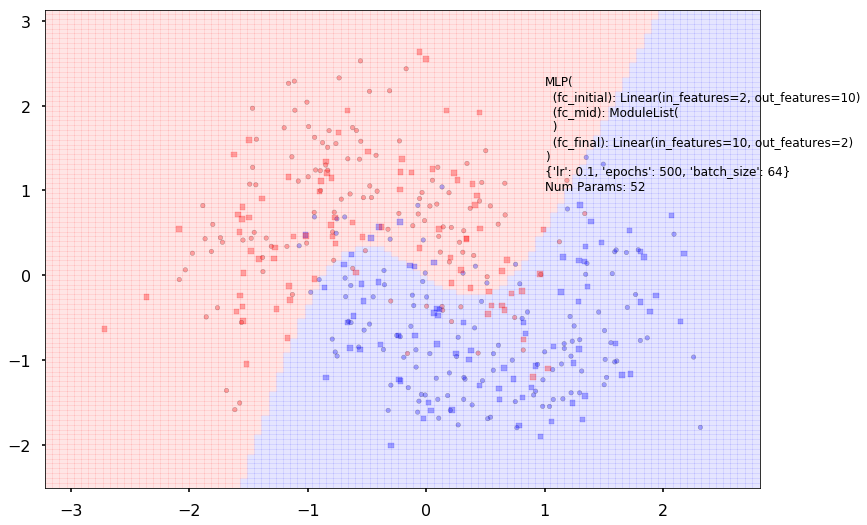 3
2
1
0
−1
−2
MLP(
(fc_initial): Linear(in_features=2, out_features=10)
(fc_mid): ModuleList(
)
(fc_final): Linear(in_features=10, out_features=2)
)
{'lr': 0.1, 'epochs': 500, 'batch_size': 64}
Num Params: 52
−3 −2 −1 0 1 2